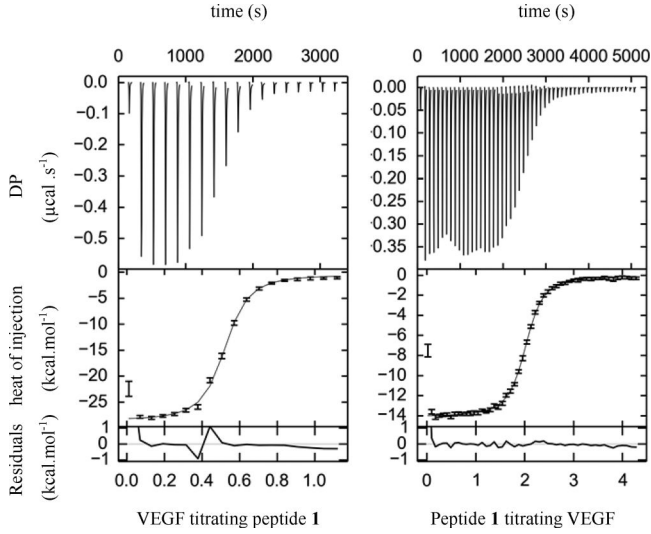 time (s)
time (s)
0 1000 2000 3000
0 1000 2000 3000 4000 5000
0.0
−0.1
−0.2
−0.3
−0.4
−0.5
0.00
0.05
0.10
0.15
0.20
0.25
0.30
0.35
DP
(µcal .s⁻¹)
0
−5
−10
−15
−20
−25
0
−2
−4
−6
−8
−10
−12
−14
heat of injection
(kcal.mol⁻¹)
1
0
−1
1
0
−1
Residuals
(kcal.mol⁻¹)
0.0 0.2 0.4 0.6 0.8 1.0
0 1 2 3 4
VEGF titrating peptide 1
Peptide 1 titrating VEGF